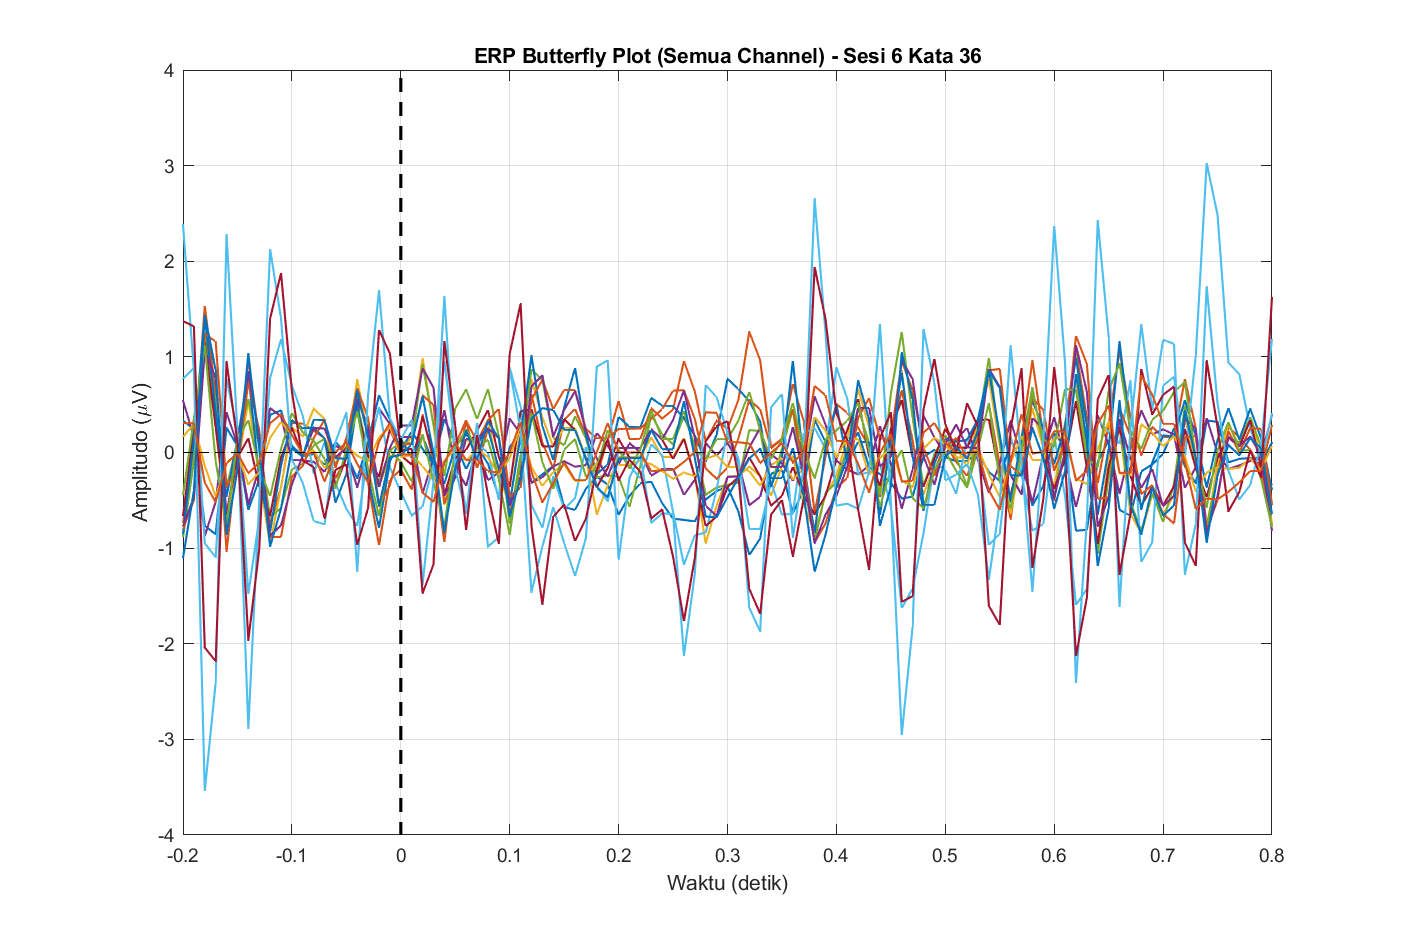 ERP Butterfly Plot (Semua Channel) - Sesi 6 Kata 36
4
3
2
1
0
-1
-2
-3
-4
Amplitudo (μV)
-0.2 -0.1 0 0.1 0.2 0.3 0.4 0.5 0.6 0.7 0.8
Waktu (detik)